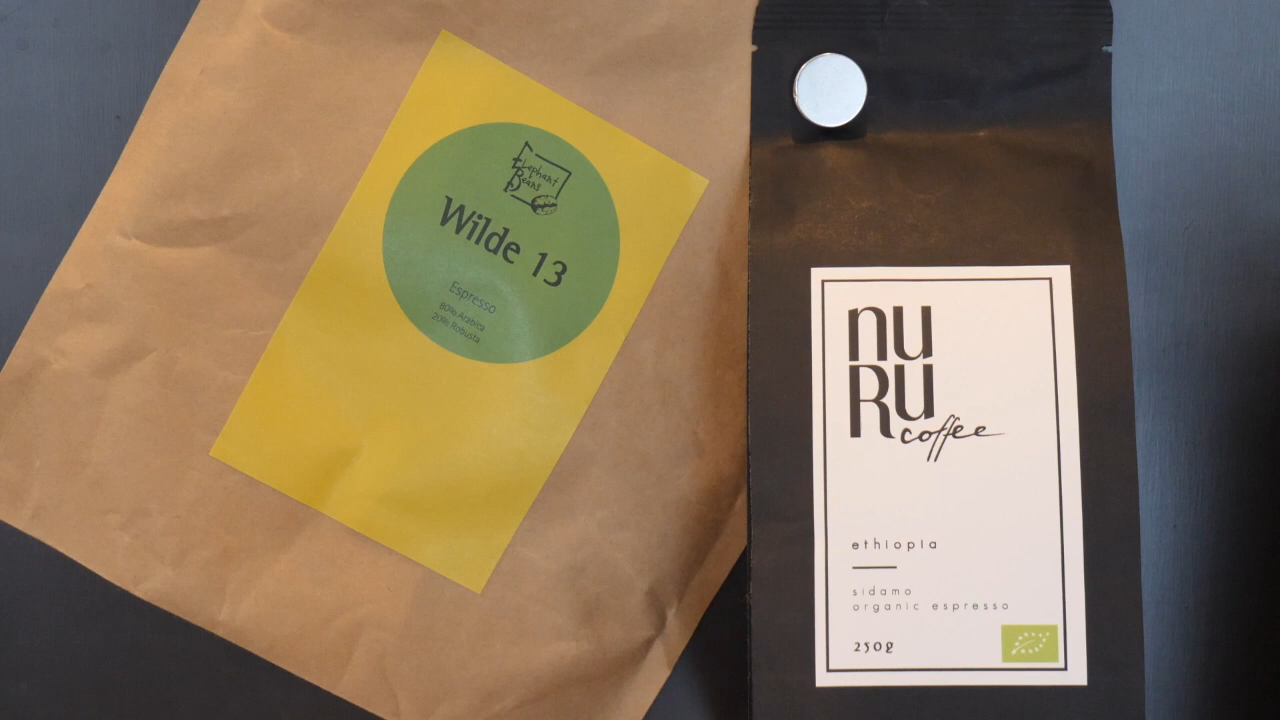 Elephant
Beans
Wilde 13
Espresso
80% Arabica
20% Robusta
nu
Ru
coffee
ethiopia
sidamo
organic espresso
250g